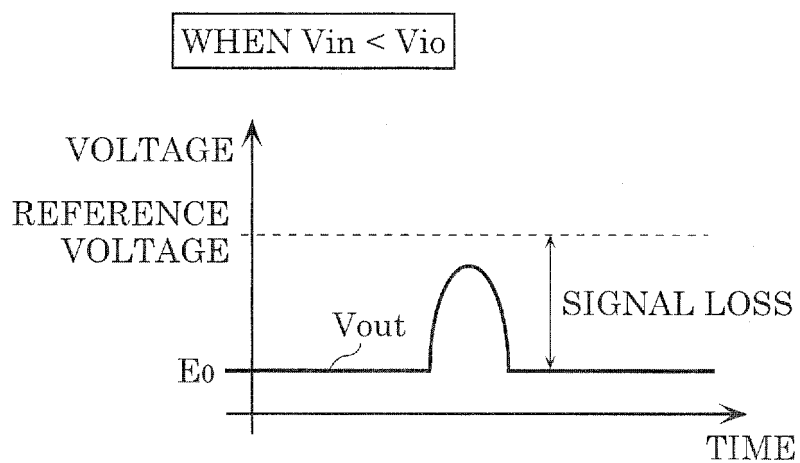 WHEN Vin < Vio
VOLTAGE
REFERENCE
VOLTAGE
SIGNAL LOSS
Vout
E0
TIME